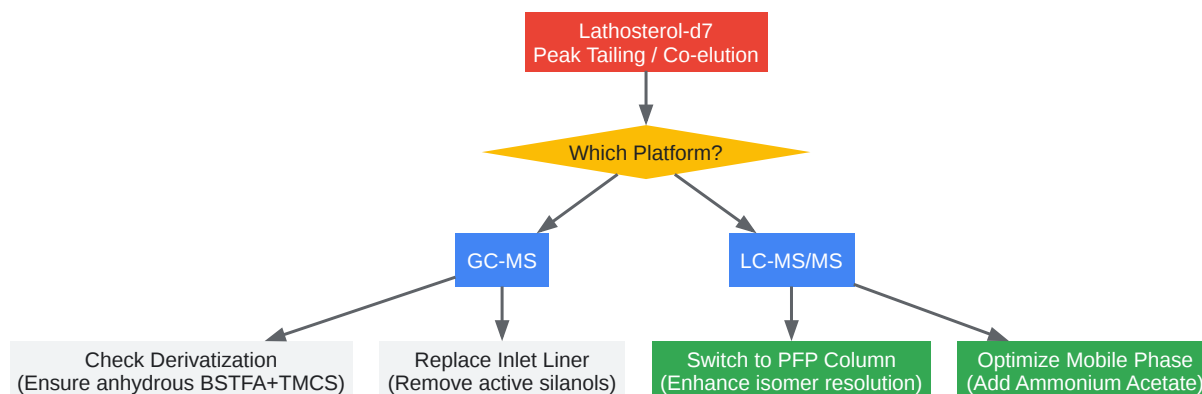 Lathosterol-d7
Peak Tailing / Co-elution
Which Platform?
GC-MS
LC-MS/MS
Check Derivatization
(Ensure anhydrous BSTFA+TMCS)
Replace Inlet Liner
(Remove active silanols)
Switch to PFP Column
(Enhance isomer resolution)
Optimize Mobile Phase
(Add Ammonium Acetate)